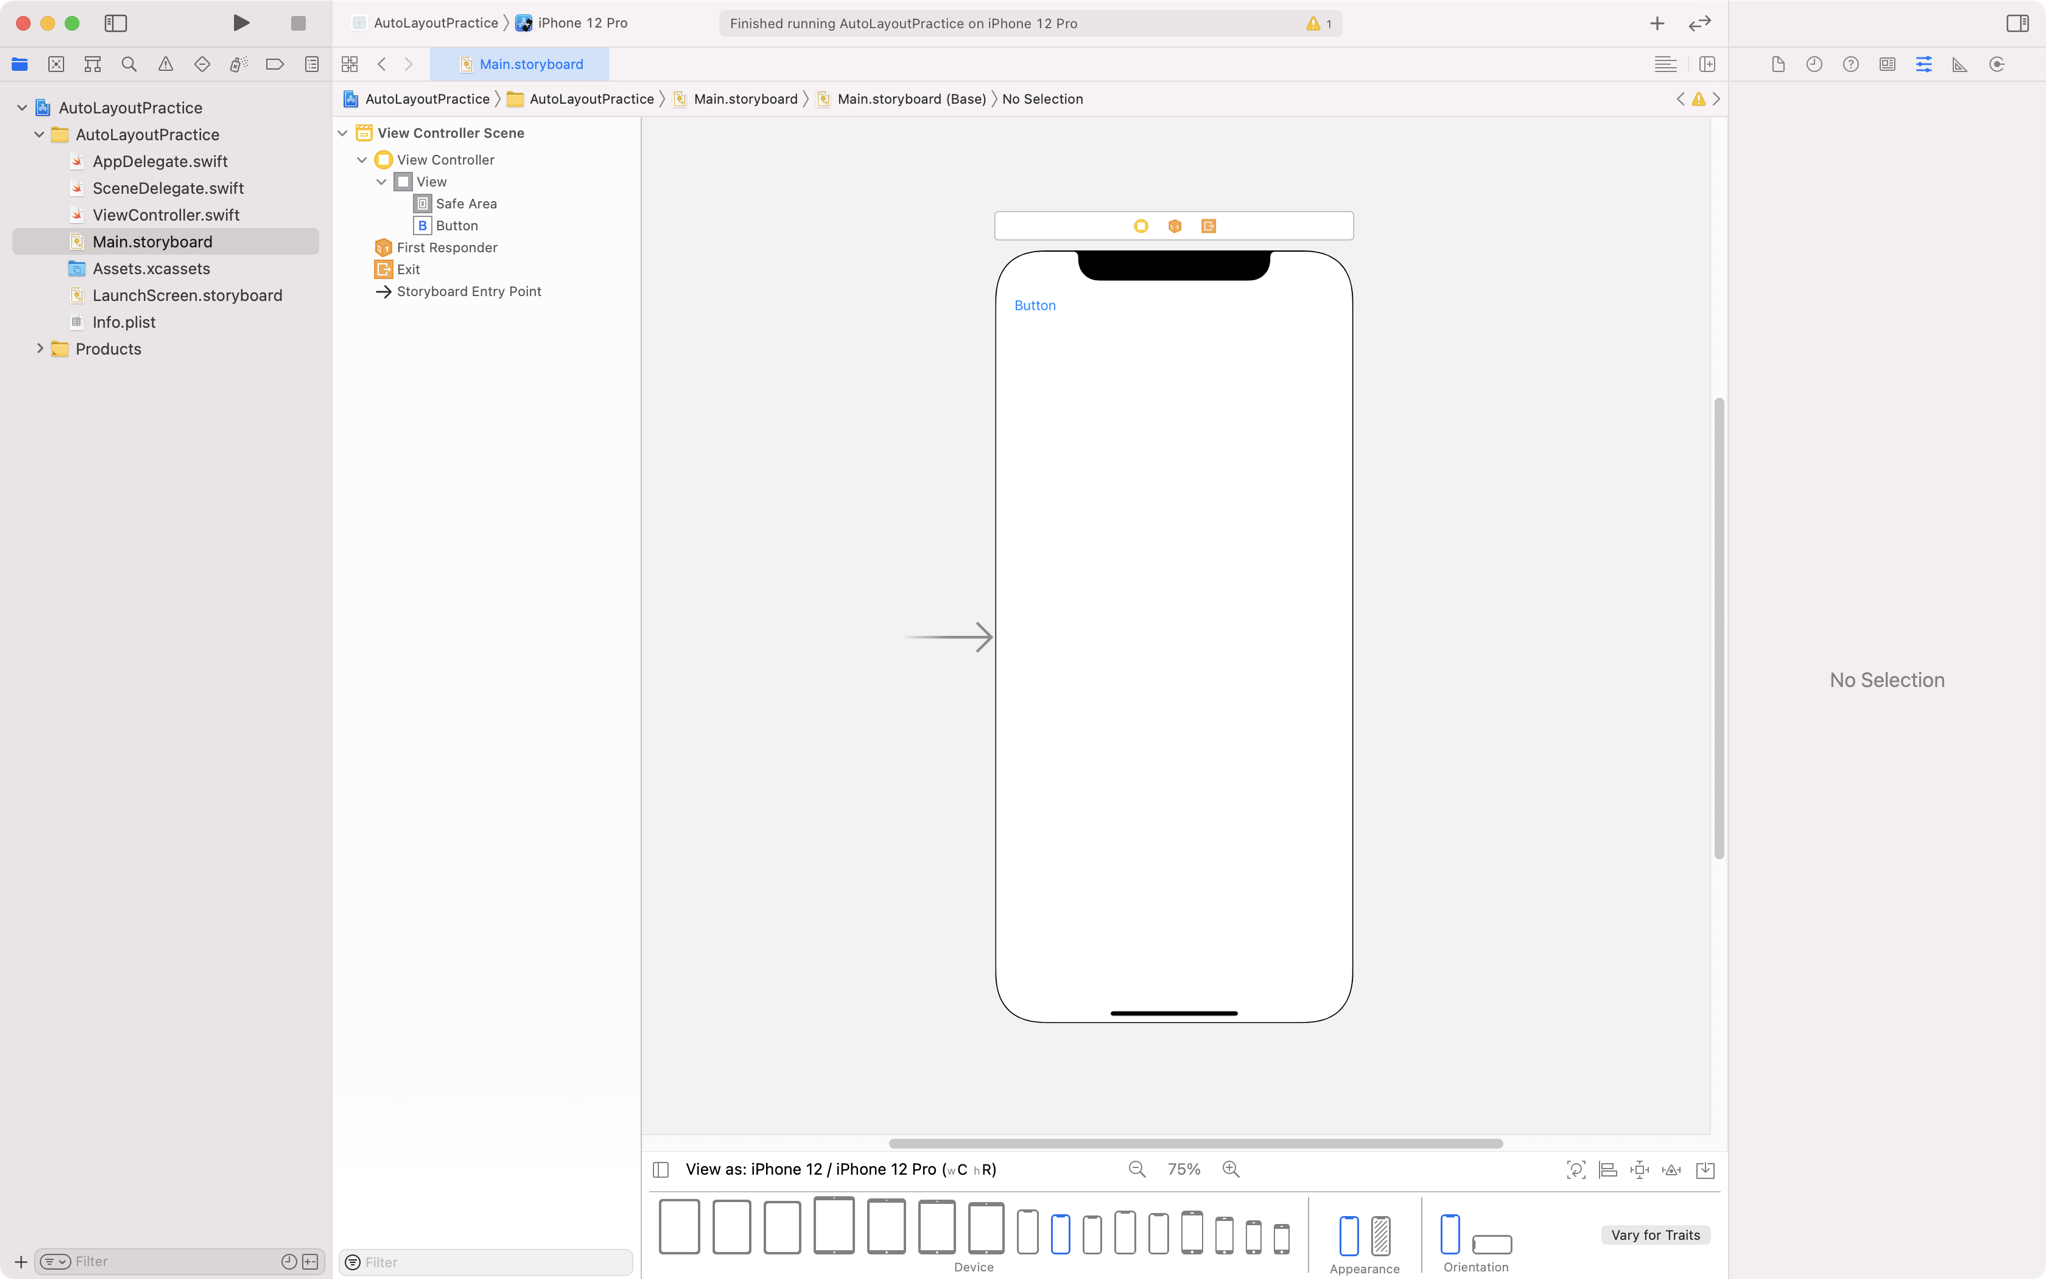 AutoLayoutPractice
iPhone 12 Pro
Finished running AutoLayoutPractice on iPhone 12 Pro
1
Main.storyboard
AutoLayoutPractice
AutoLayoutPractice
Main.storyboard
Main.storyboard (Base)
No Selection
AutoLayoutPractice
AutoLayoutPractice
AppDelegate.swift
SceneDelegate.swift
ViewController.swift
Main.storyboard
Assets.xcassets
LaunchScreen.storyboard
Info.plist
Products
Filter
View Controller Scene
View Controller
View
Safe Area
B Button
First Responder
Exit
Storyboard Entry Point
Filter
Button
No Selection
View as: iPhone 12 / iPhone 12 Pro (wC hR)
75%
Device
Appearance
Orientation
Vary for Traits